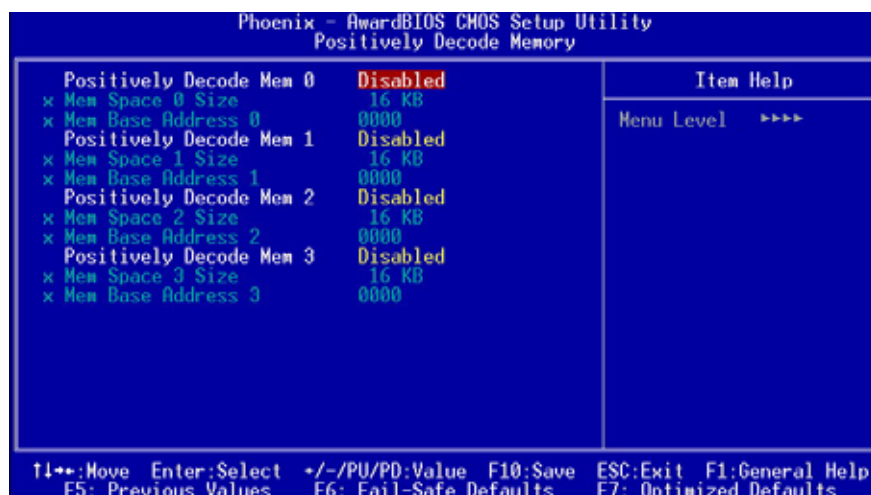 Phoenix - AwardBIOS CMOS Setup Utility
Positively Decode Memory
Positively Decode Mem 0 Disabled
x Mem Space 0 Size 16 KB
x Mem Base Address 0 0000
Positively Decode Mem 1 Disabled
x Mem Space 1 Size 16 KB
x Mem Base Address 1 0000
Positively Decode Mem 2 Disabled
x Mem Space 2 Size 16 KB
x Mem Base Address 2 0000
Positively Decode Mem 3 Disabled
x Mem Space 3 Size 16 KB
x Mem Base Address 3 0000
Item Help
Menu Level ►►►►
↑↓→←:Move Enter:Select +/-/PU/PD:Value F10:Save ESC:Exit F1:General Help
F5: Previous Values F6: Fail-Safe Defaults F7: Optimized Defaults